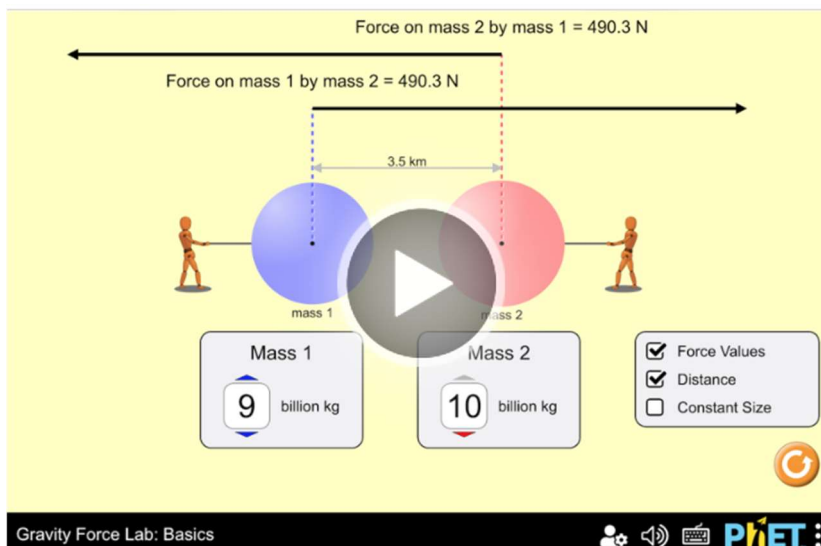 Force on mass 2 by mass 1 = 490.3 N
Force on mass 1 by mass 2 = 490.3 N
3.5 km
mass 1
mass 2
Mass 1
9 billion kg
Mass 2
10 billion kg
Force Values
Distance
Constant Size
Gravity Force Lab: Basics
PhET